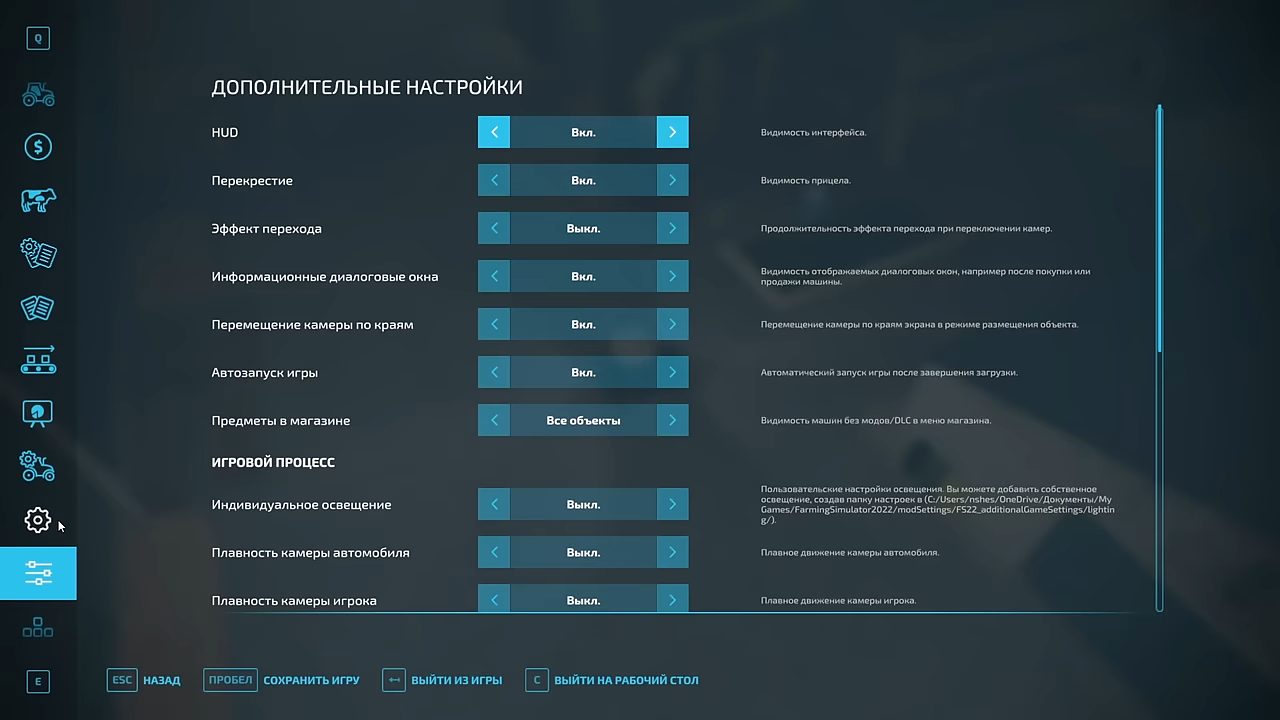 Q
ДОПОЛНИТЕЛЬНЫЕ НАСТРОЙКИ
HUD Вкл. Видимость интерфейса.
Перекрестие Вкл. Видимость прицела.
Эффект перехода Выкл. Продолжительность эффекта перехода при переключении камер.
Информационные диалоговые окна Вкл. Видимость отображаемых диалоговых окон, например после покупки или
продажи машины.
Перемещение камеры по краям Вкл. Перемещение камеры по краям экрана в режиме размещения объекта.
Автозапуск игры Вкл. Автоматический запуск игры после завершения загрузки.
Предметы в магазине Все объекты Видимость машин без модов/DLC в меню магазина.
ИГРОВОЙ ПРОЦЕСС
Индивидуальное освещение Выкл. Пользовательские настройки освещения. Вы можете добавить собственное
освещение, создав папку настроек в (C:/Users/nshes/OneDrive/Документы/My
Games/FarmingSimulator2022/modSettings/FS22_additionalGameSettings/lightin
g/).
Плавность камеры автомобиля Выкл. Плавное движение камеры автомобиля.
Плавность камеры игрока Выкл. Плавное движение камеры игрока.
E
ESC НАЗАД ПРОБЕЛ СОХРАНИТЬ ИГРУ ВЫЙТИ ИЗ ИГРЫ C ВЫЙТИ НА РАБОЧИЙ СТОЛ